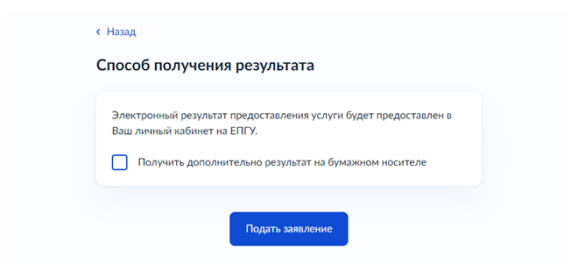 Назад
Способ получения результата
Электронный результат предоставления услуги будет предоставлен в
Ваш личный кабинет на ЕПГУ.
Получить дополнительно результат на бумажном носителе
Подать заявление